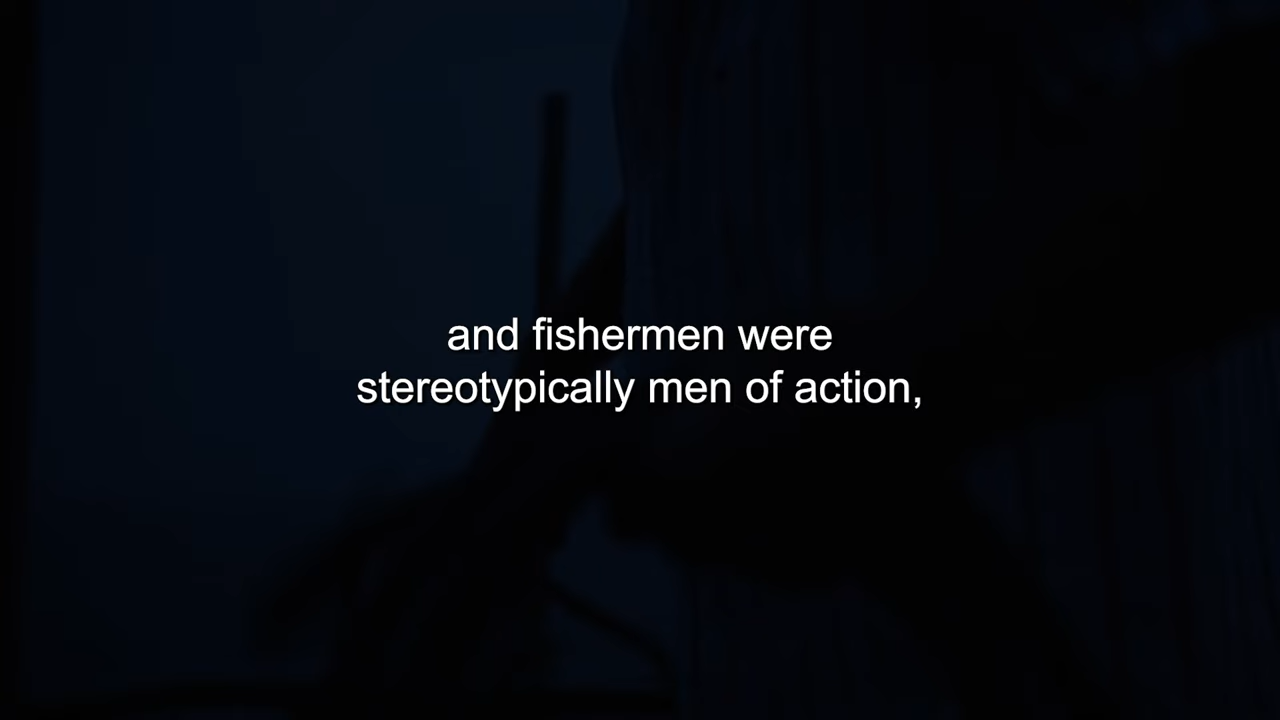 and fishermen were
stereotypically men of action,